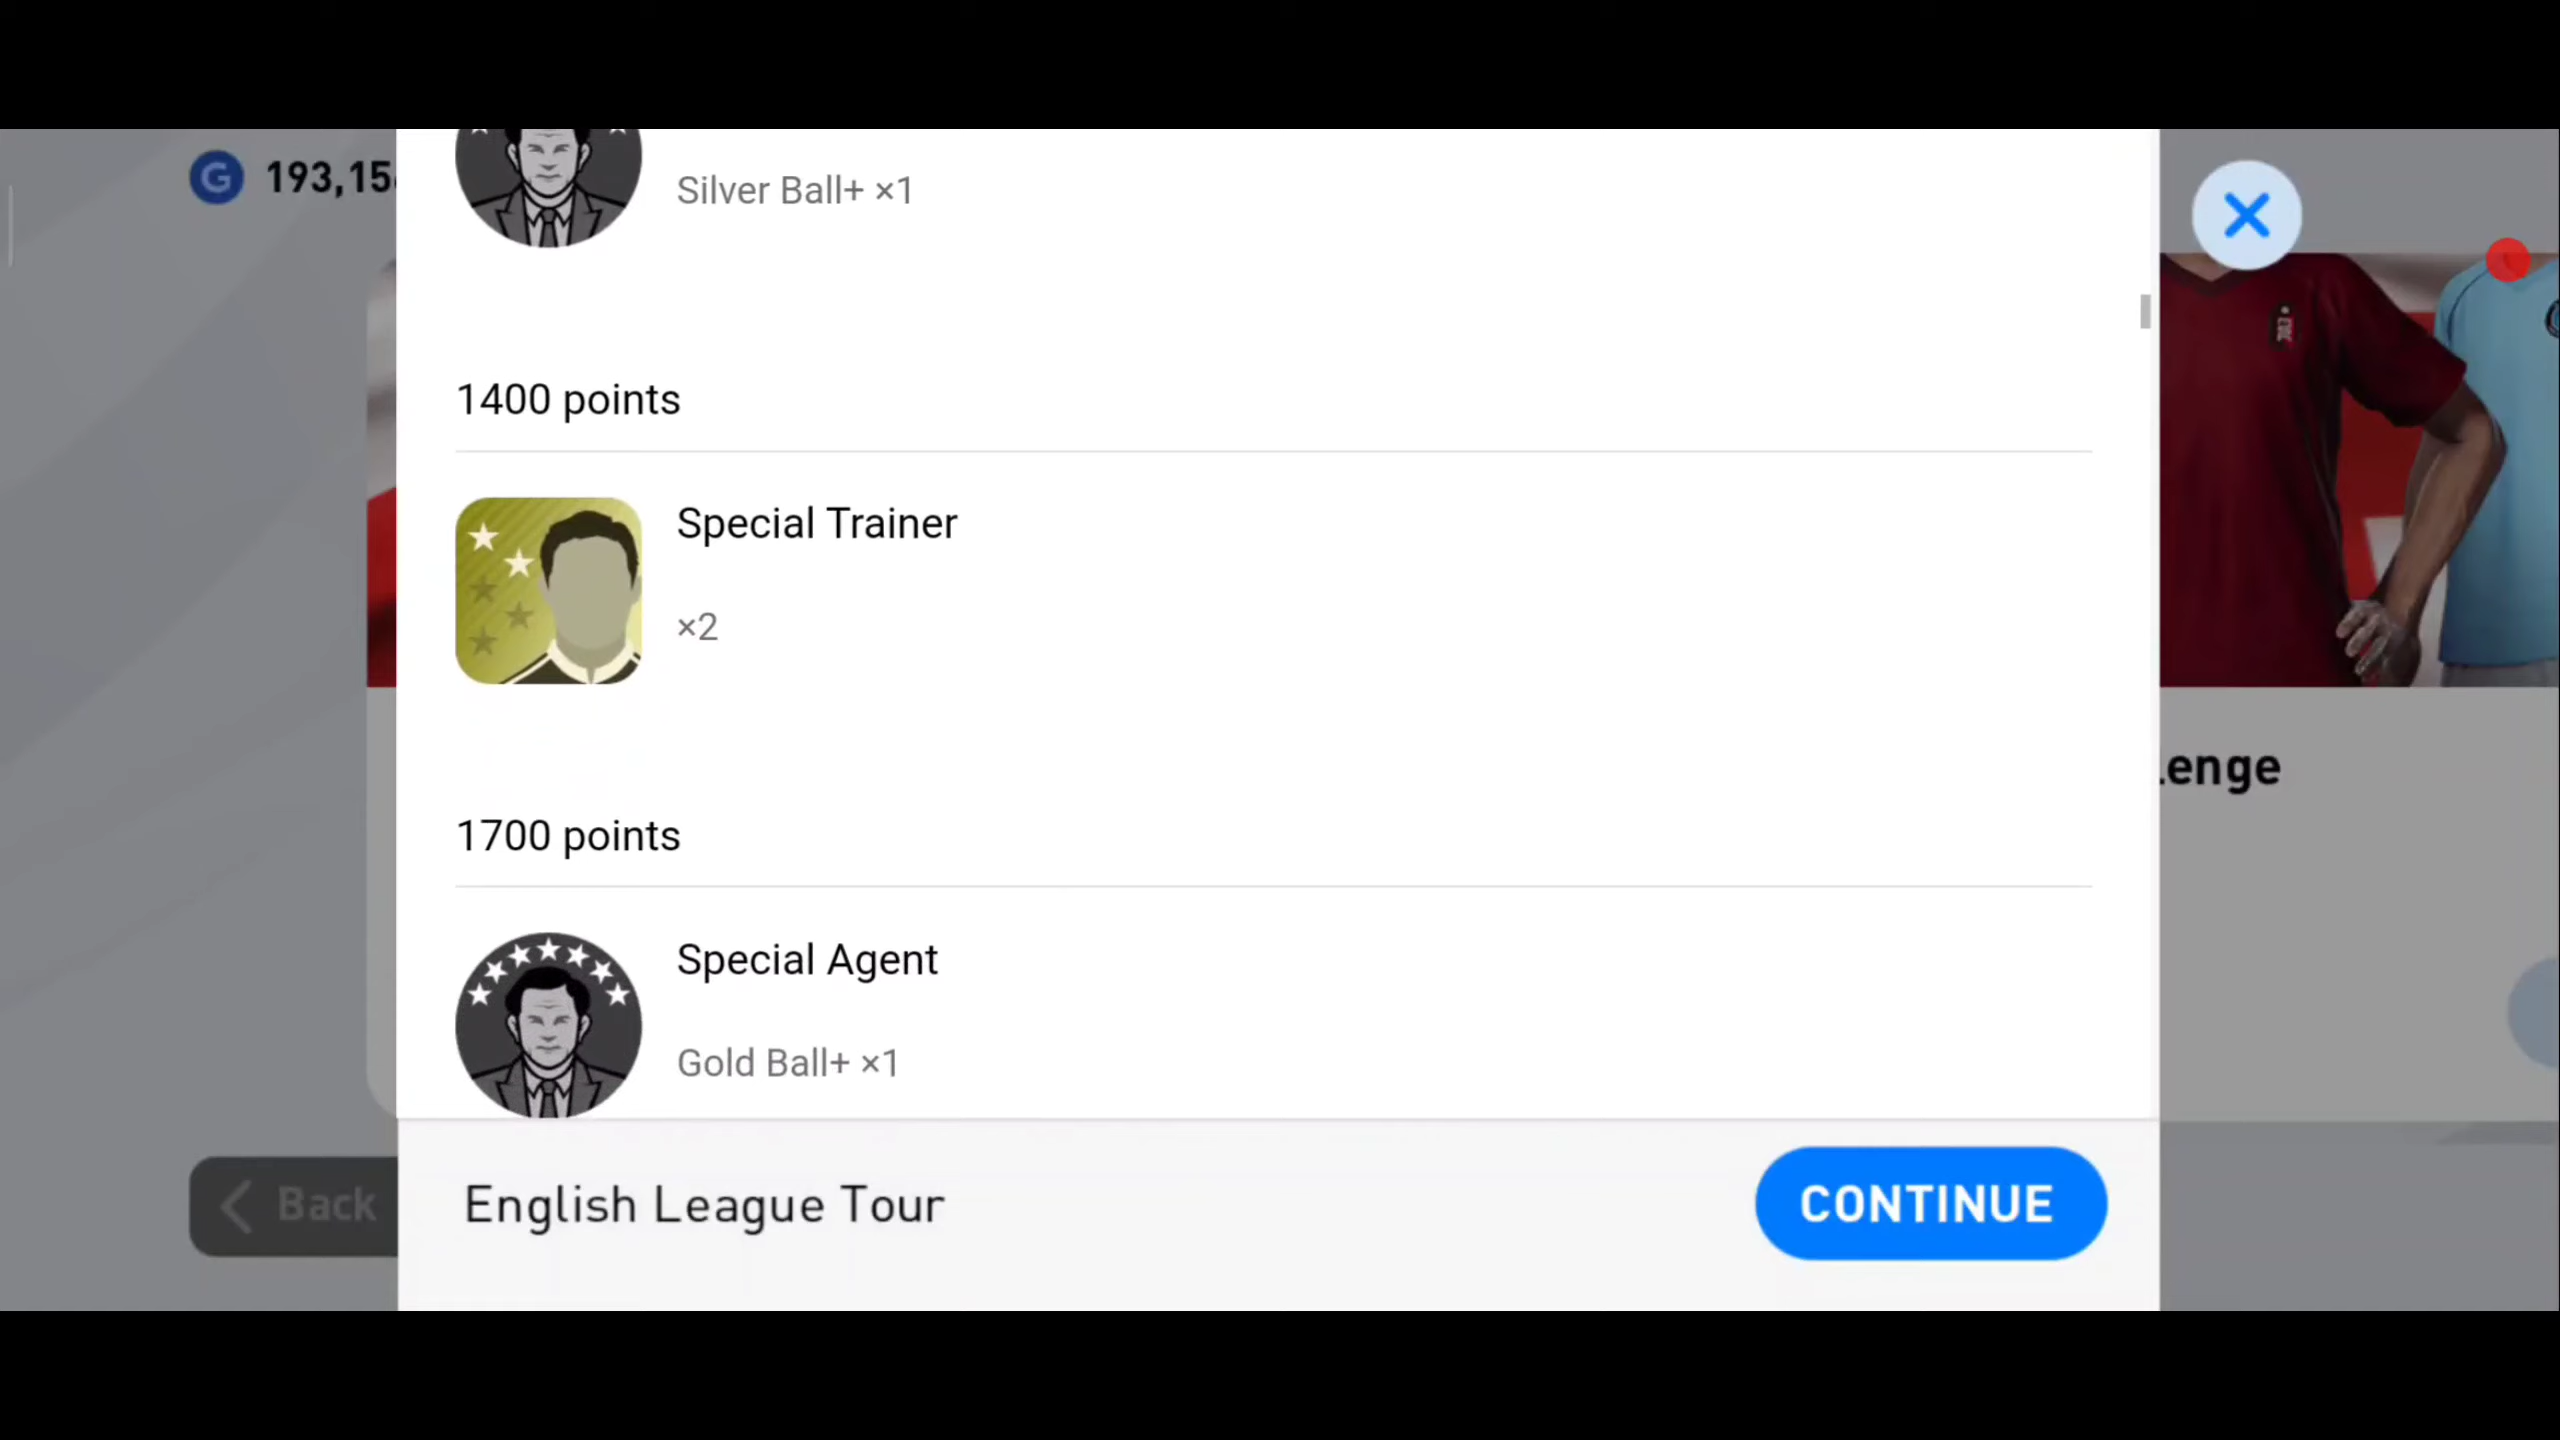 G 193,15
Silver Ball+ ×1
1400 points
Special Trainer
×2
1700 points
Special Agent
Gold Ball+ ×1
lenge
Back
English League Tour
CONTINUE